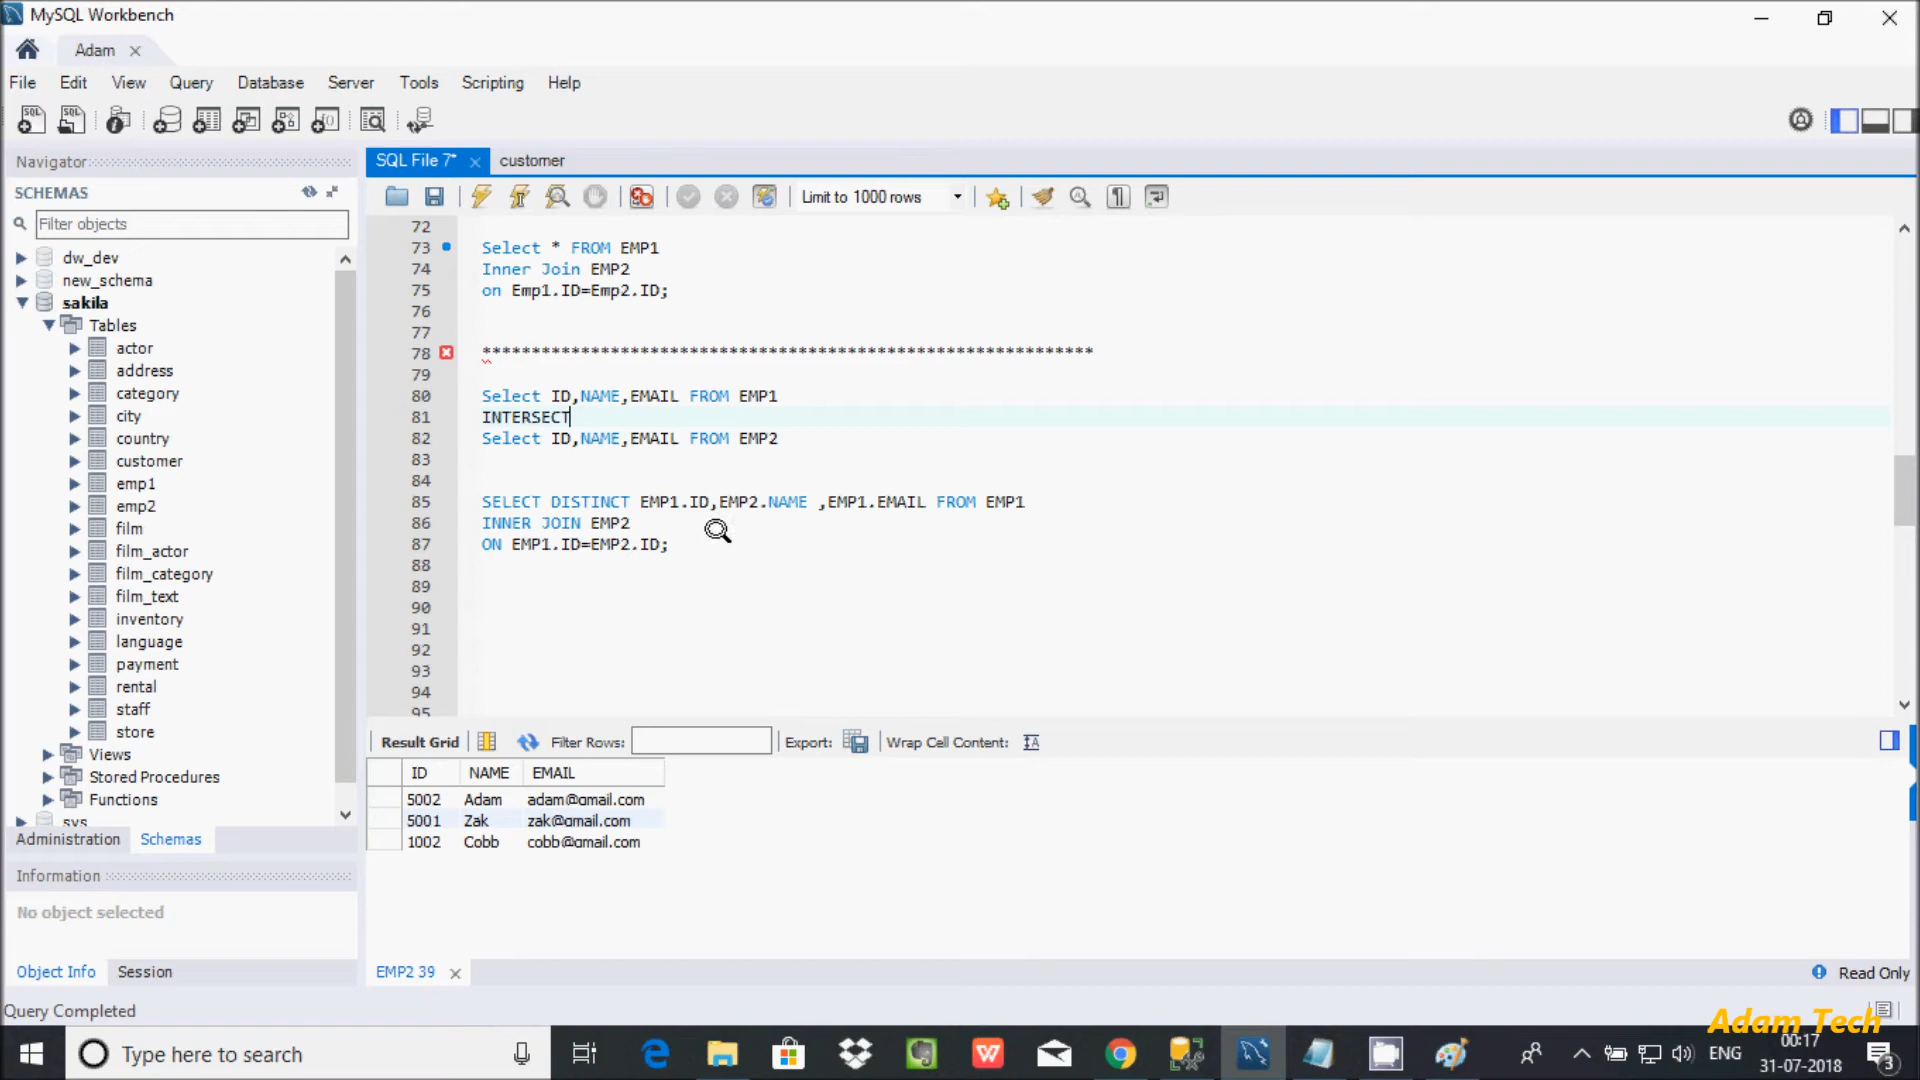 MySQL Workbench
Adam
File Edit View Query Database Server Tools Scripting Help
Navigator
SQL File 7* customer
SCHEMAS
Limit to 1000 rows
Filter objects
dw_dev
new_schema
sakila
Tables
actor
address
category
city
country
customer
emp1
emp2
film
film_actor
film_category
film_text
inventory
language
payment
rental
staff
store
Views
Stored Procedures
Functions
sys
Administration Schemas
Information
No object selected
Object Info Session
72
73 Select * FROM EMP1
74 Inner Join EMP2
75 on Emp1.ID=Emp2.ID;
76
77
78 **************************************************************
79
80 Select ID,NAME,EMAIL FROM EMP1
81 INTERSECT
82 Select ID,NAME,EMAIL FROM EMP2
83
84
85 SELECT DISTINCT EMP1.ID,EMP2.NAME ,EMP1.EMAIL FROM EMP1
86 INNER JOIN EMP2
87 ON EMP1.ID=EMP2.ID;
88
89
90
91
92
93
94
95
Result Grid Filter Rows: Export: Wrap Cell Content:
ID NAME EMAIL
5002 Adam adam@gmail.com
5001 Zak zak@gmail.com
1002 Cobb cobb@gmail.com
EMP2 39 Read Only
Query Completed
Adam Tech
Type here to search
ENG
00:17
31-07-2018
3